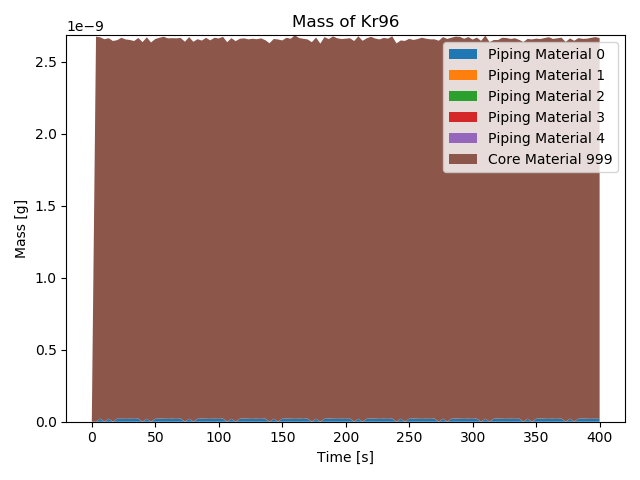 Mass of Kr96
1e−9
2.5
2.0
1.5
1.0
0.5
0.0
Mass [g]
Piping Material 0
Piping Material 1
Piping Material 2
Piping Material 3
Piping Material 4
Core Material 999
0 50 100 150 200 250 300 350 400
Time [s]